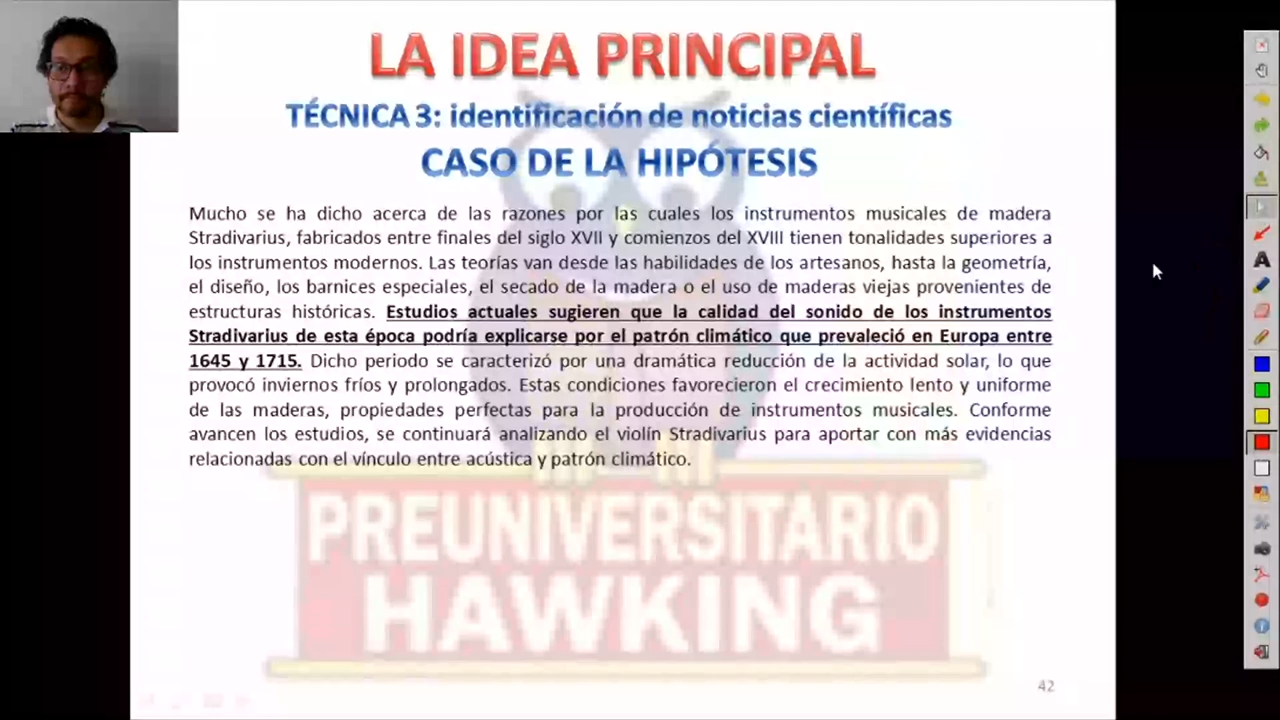 LA IDEA PRINCIPAL
TÉCNICA 3: identificación de noticias científicas
CASO DE LA HIPÓTESIS
Mucho se ha dicho acerca de las razones por las cuales los instrumentos musicales de madera
Stradivarius, fabricados entre finales del siglo XVII y comienzos del XVIII tienen tonalidades superiores a
los instrumentos modernos. Las teorías van desde las habilidades de los artesanos, hasta la geometría,
el diseño, los barnices especiales, el secado de la madera o el uso de maderas viejas provenientes de
estructuras históricas. Estudios actuales sugieren que la calidad del sonido de los instrumentos
Stradivarius de esta época podría explicarse por el patrón climático que prevaleció en Europa entre
1645 y 1715. Dicho periodo se caracterizó por una dramática reducción de la actividad solar, lo que
provocó inviernos fríos y prolongados. Estas condiciones favorecieron el crecimiento lento y uniforme
de las maderas, propiedades perfectas para la producción de instrumentos musicales. Conforme
avancen los estudios, se continuará analizando el violín Stradivarius para aportar con más evidencias
relacionadas con el vínculo entre acústica y patrón climático.
PREUNIVERSITARIO
HAWKING
42